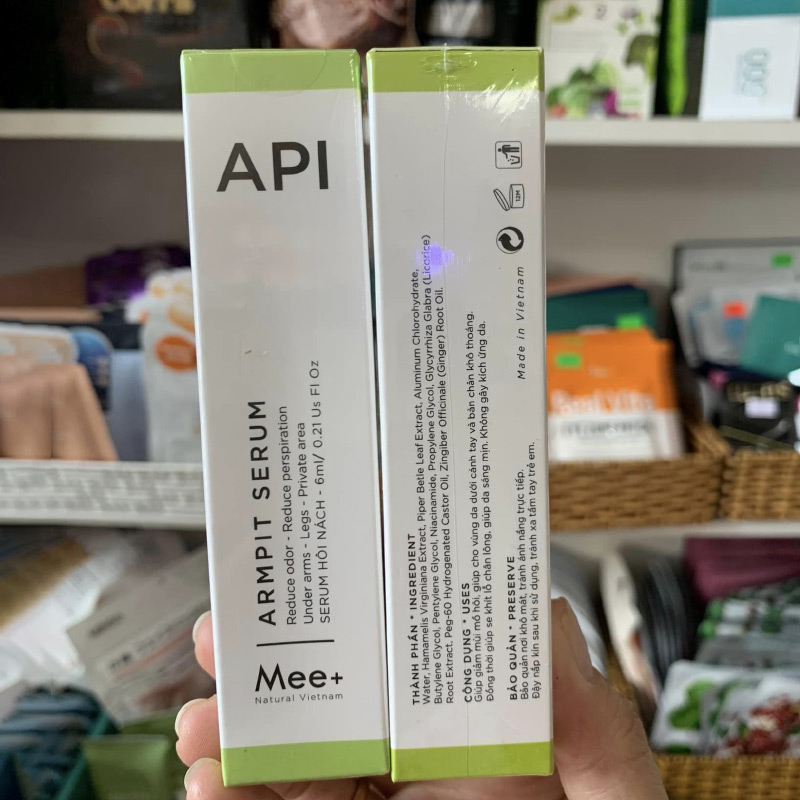 API
ARMPIT SERUM
Reduce odor - Reduce perspiration
Under arms - Legs - Private area
SERUM HÔI NÁCH - 6ml/ 0.21 Us Fl Oz
Mee+
Natural Vietnam
THÀNH PHẦN * INGREDIENT
Water, Hamamelis Virginiana Extract, Piper Betle Leaf Extract, Aluminum Chlorohydrate,
Butylene Glycol, Pentylene Glycol, Niacinamide, Propylene Glycol, Glycyrrhiza Glabra (Licorice)
Root Extract, Peg-60 Hydrogenated Castor Oil, Zingiber Officinale (Ginger) Root Oil.
CÔNG DỤNG * USES
Giúp giảm mùi mồ hôi, giúp cho vùng da dưới cánh tay và bàn chân khô thoáng.
Đồng thời giúp se khít lỗ chân lông, giúp da sáng mịn. Không gây kích ứng da.
BẢO QUẢN * PRESERVE
Bảo quản nơi khô mát, tránh ánh nắng trực tiếp.
Đậy nắp kín sau khi sử dụng, tránh xa tầm tay trẻ em.
Made in Vietnam
12M